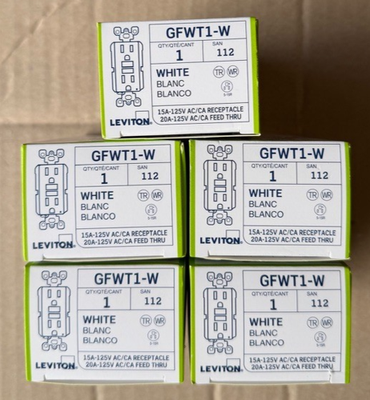 GFWT1-W
QTY/QTÉ/CANT SAN
1 112
WHITE TR WR
BLANC
BLANCO
15A-125V AC/CA RECEPTACLE
LEVITON 20A-125V AC/CA FEED THRU
GFWT1-W
QTY/QTÉ/CANT SAN
1 112
WHITE TR WR
BLANC
BLANCO
15A-125V AC/CA RECEPTACLE
LEVITON 20A-125V AC/CA FEED THRU
GFWT1-W
QTY/QTÉ/CANT SAN
1 112
WHITE TR WR
BLANC
BLANCO
15A-125V AC/CA RECEPTACLE
LEVITON 20A-125V AC/CA FEED THRU
GFWT1-W
QTY/QTÉ/CANT SAN
1 112
WHITE TR WR
BLANC
BLANCO
15A-125V AC/CA RECEPTACLE
LEVITON 20A-125V AC/CA FEED THRU
GFWT1-W
QTY/QTÉ/CANT SAN
1 112
WHITE TR WR
BLANC
BLANCO
15A-125V AC/CA RECEPTACLE
LEVITON 20A-125V AC/CA FEED THRU